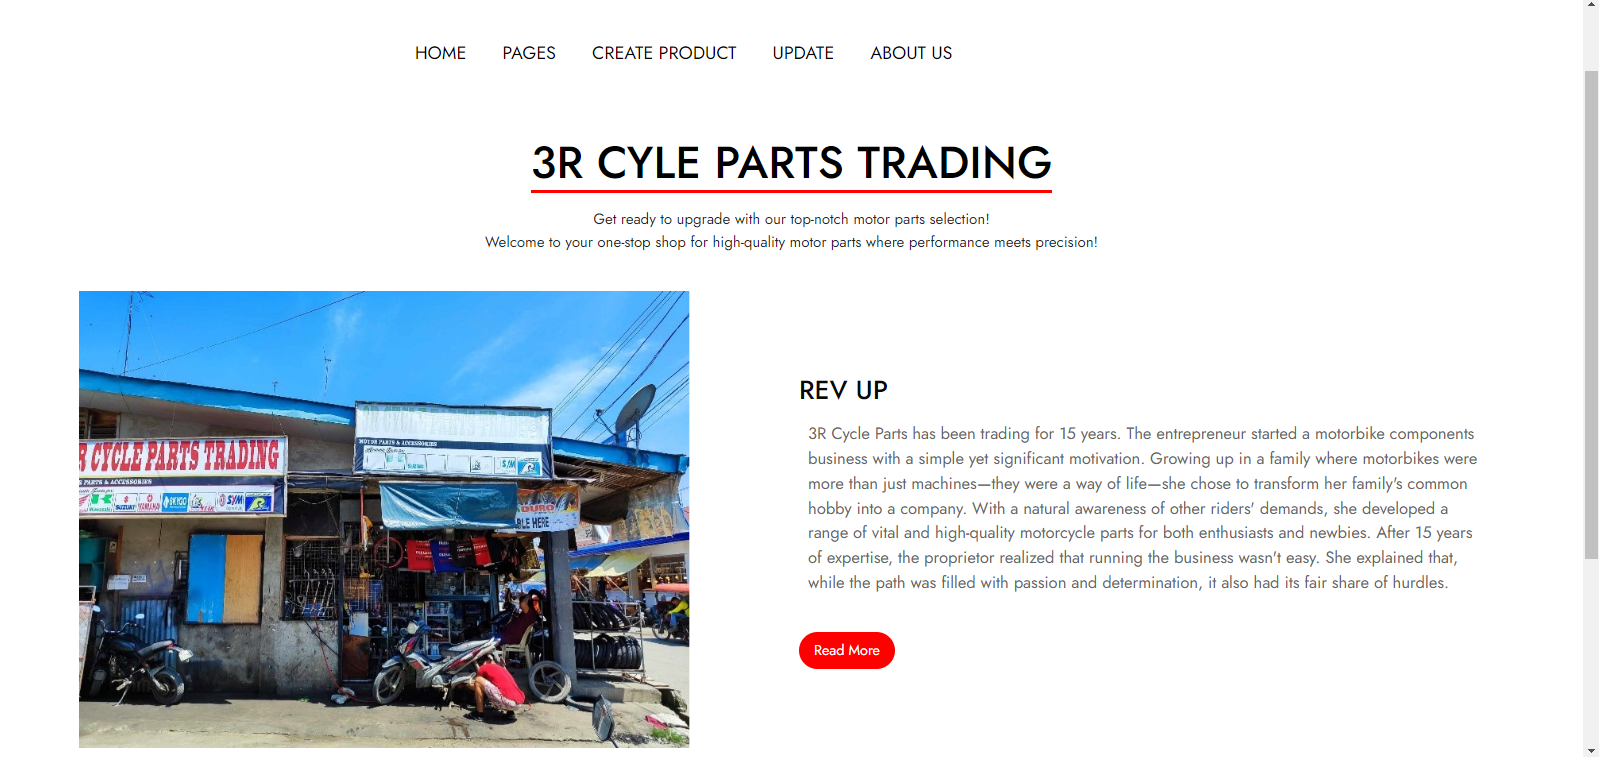 HOME PAGES CREATE PRODUCT UPDATE ABOUT US
3R CYLE PARTS TRADING
Get ready to upgrade with our top-notch motor parts selection!
Welcome to your one-stop shop for high-quality motor parts where performance meets precision!
R CYCLE PARTS TRADING
PARTS & ACCESSORIES
Kawasaki SUZUKI YAMAHA SKYGO SYM
MOTOR PARTS & ACCESSORIES
SYM
DURO
BLE HERE
REV UP
3R Cycle Parts has been trading for 15 years. The entrepreneur started a motorbike components
business with a simple yet significant motivation. Growing up in a family where motorbikes were
more than just machines—they were a way of life—she chose to transform her family's common
hobby into a company. With a natural awareness of other riders' demands, she developed a
range of vital and high-quality motorcycle parts for both enthusiasts and newbies. After 15 years
of expertise, the proprietor realized that running the business wasn't easy. She explained that,
while the path was filled with passion and determination, it also had its fair share of hurdles.
Read More